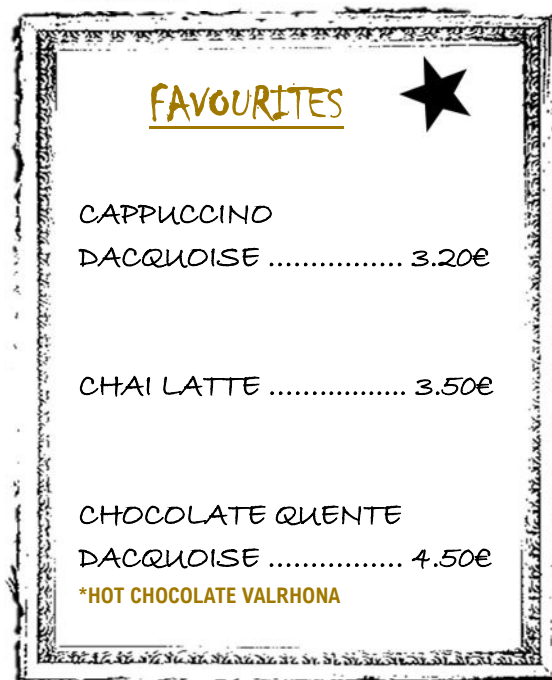 FAVOURITES
CAPPUCCINO
DACQUOISE ................ 3.20€
CHAI LATTE ................ 3.50€
CHOCOLATE QUENTE
DACQUOISE ................ 4.50€
*HOT CHOCOLATE VALRHONA